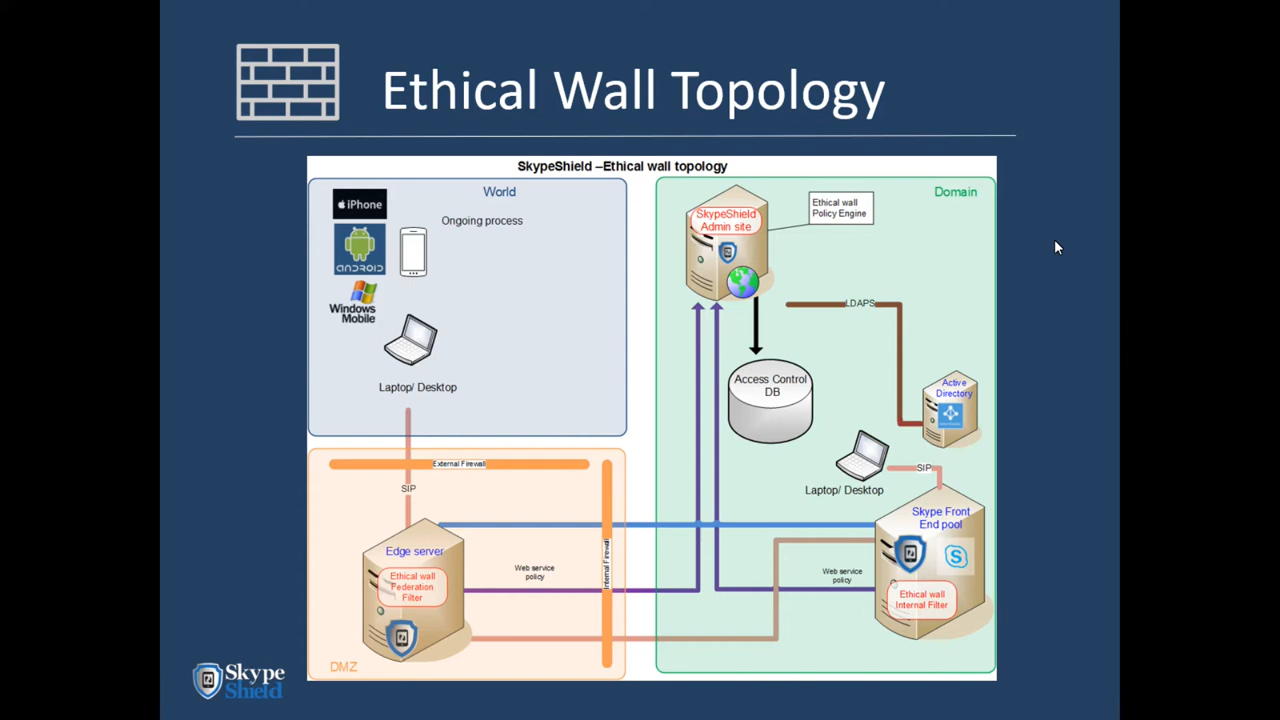 Ethical Wall Topology
SkypeShield –Ethical wall topology
World
iPhone
Ongoing process
ANDROID
Windows
Mobile
Laptop/ Desktop
Domain
SkypeShield
Admin site
Ethical wall
Policy Engine
LDAPS
Access Control
DB
Active
Directory
Laptop/ Desktop
SIP
Skype Front
End pool
S
Ethical wall
Internal Filter
Web service
policy
External Firewall
SIP
Internal Firewall
Edge server
Ethical wall
Federation
Filter
Web service
policy
DMZ
Skype
Shield